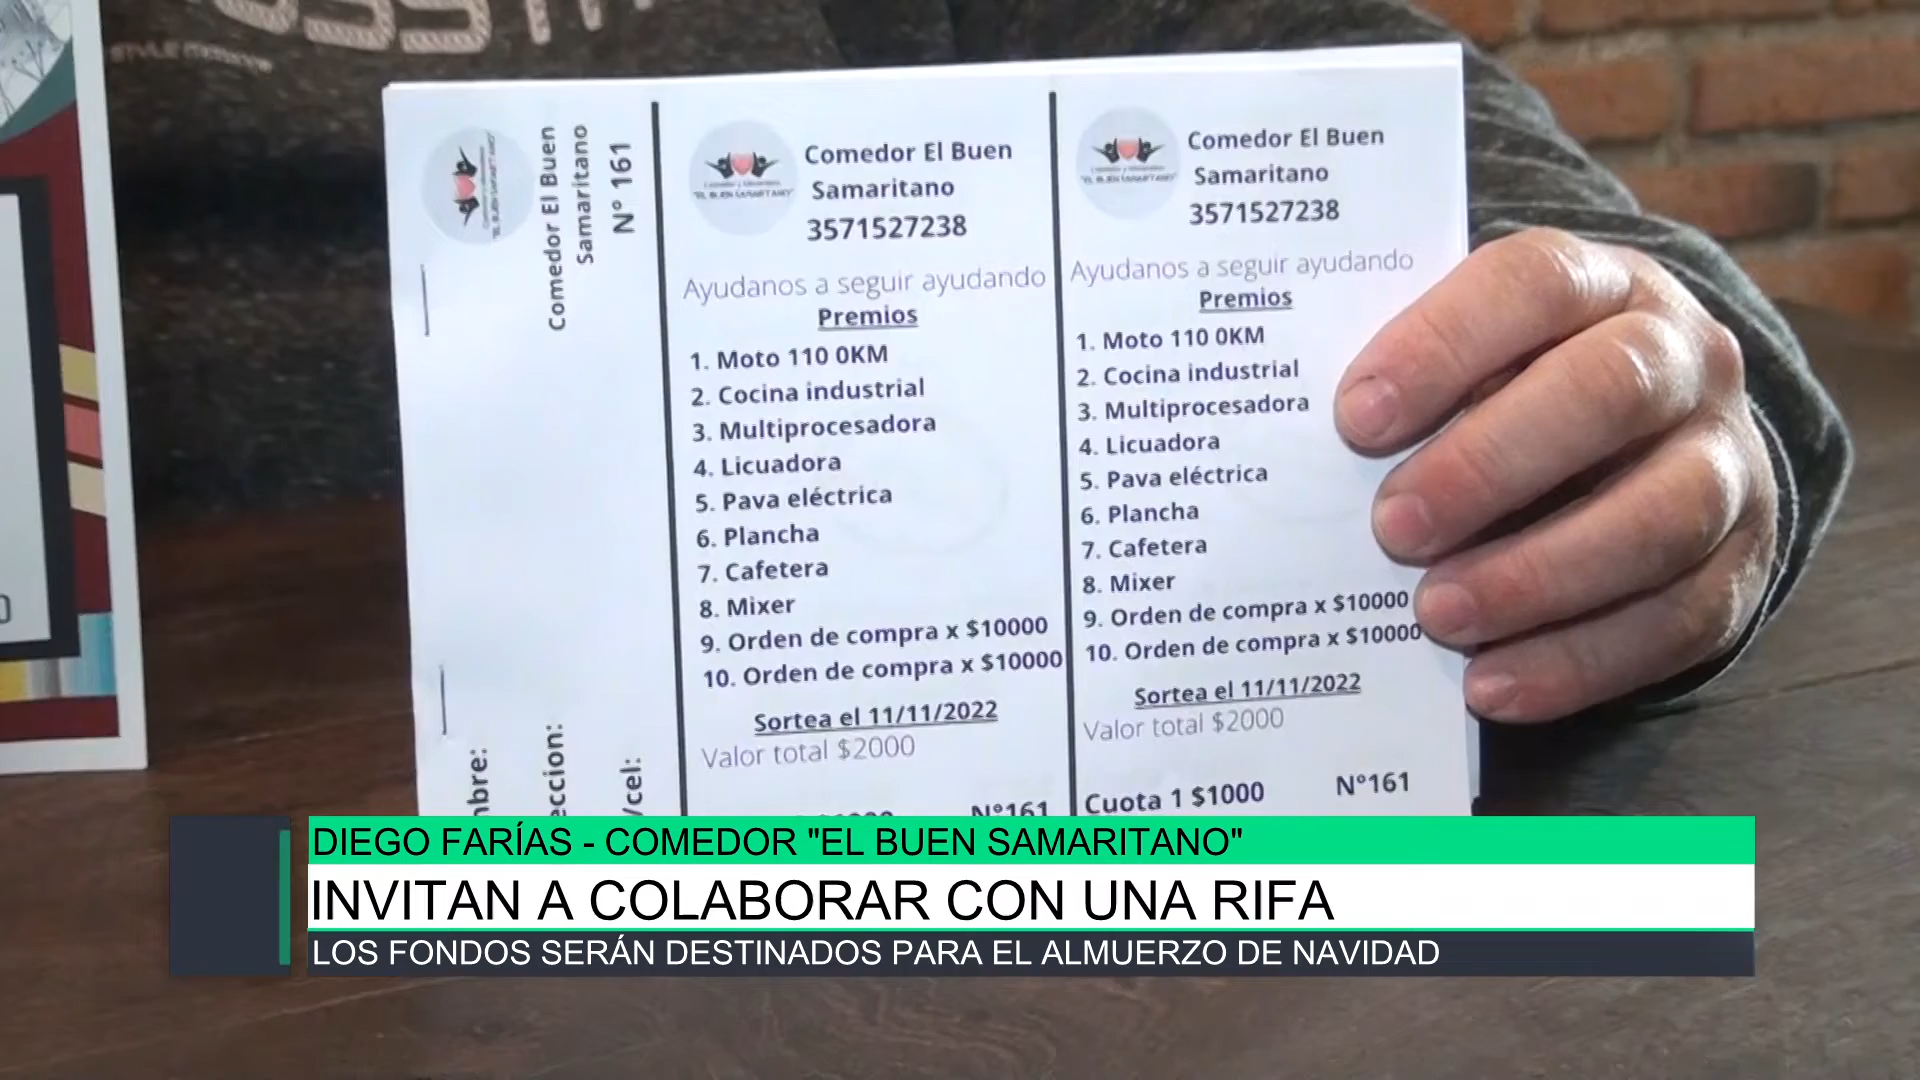 Comedor El Buen
Samaritano
N° 161
Comedor El Buen
Samaritano
3571527238
"EL BUEN SAMARITANO"
Ayudanos a seguir ayudando
Premios
1. Moto 110 0KM
2. Cocina industrial
3. Multiprocesadora
4. Licuadora
5. Pava eléctrica
6. Plancha
7. Cafetera
8. Mixer
9. Orden de compra x $10000
10. Orden de compra x $10000
Sortea el 11/11/2022
Valor total $2000
N°161
Comedor El Buen
Samaritano
3571527238
"EL BUEN SAMARITANO"
Ayudanos a seguir ayudando
Premios
1. Moto 110 0KM
2. Cocina industrial
3. Multiprocesadora
4. Licuadora
5. Pava eléctrica
6. Plancha
7. Cafetera
8. Mixer
9. Orden de compra x $10000
10. Orden de compra x $10000
Sortea el 11/11/2022
Valor total $2000
Cuota 1 $1000 N°161
DIEGO FARÍAS - COMEDOR "EL BUEN SAMARITANO"
INVITAN A COLABORAR CON UNA RIFA
LOS FONDOS SERÁN DESTINADOS PARA EL ALMUERZO DE NAVIDAD